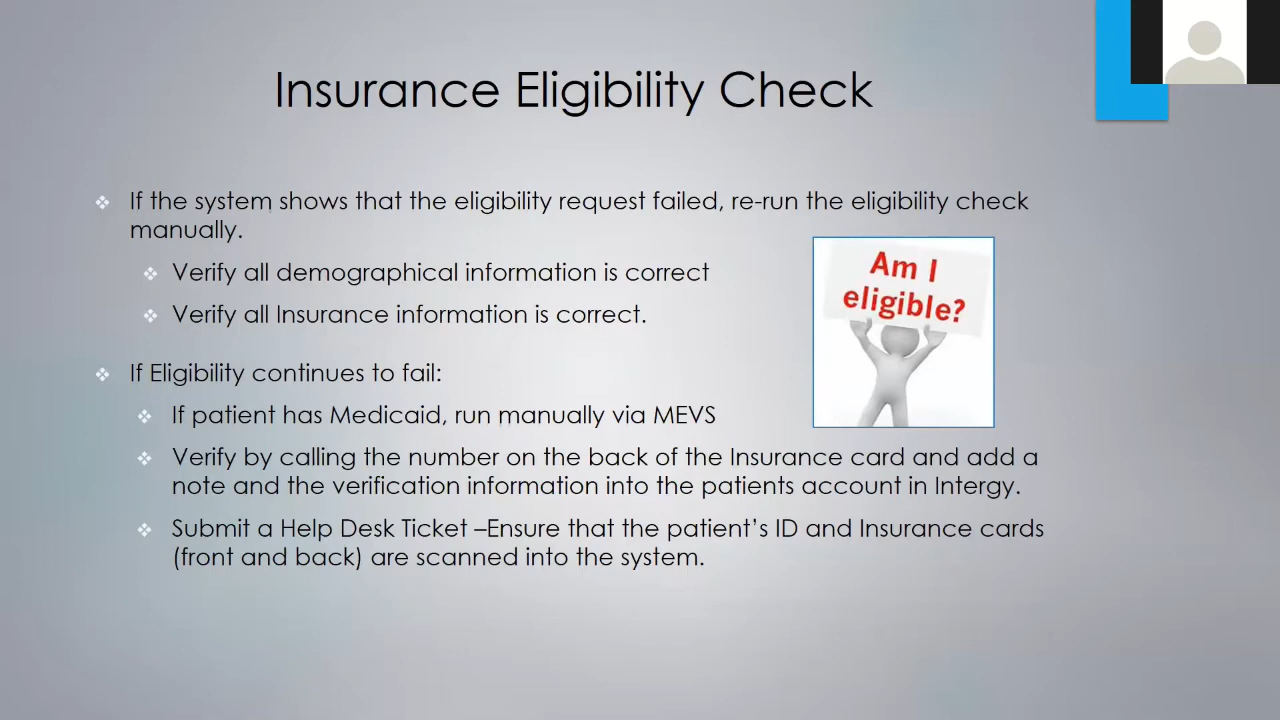 Insurance Eligibility Check
If the system shows that the eligibility request failed, re-run the eligibility check
manually.
Verify all demographical information is correct
Verify all Insurance information is correct.
Am I
eligible?
If Eligibility continues to fail:
If patient has Medicaid, run manually via MEVS
Verify by calling the number on the back of the Insurance card and add a
note and the verification information into the patients account in Intergy.
Submit a Help Desk Ticket –Ensure that the patient’s ID and Insurance cards
(front and back) are scanned into the system.